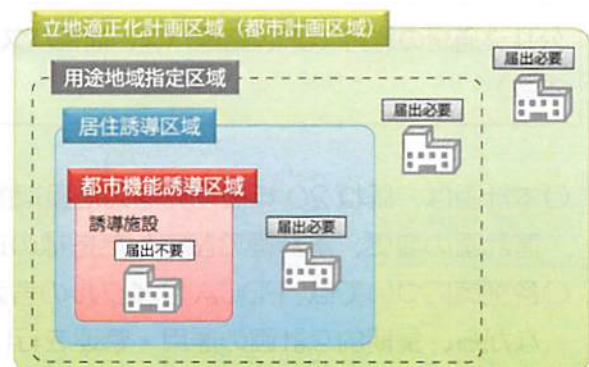 立地適正化計画区域（都市計画区域）
届出必要
用途地域指定区域
届出必要
居住誘導区域
都市機能誘導区域
誘導施設
届出必要
届出不要